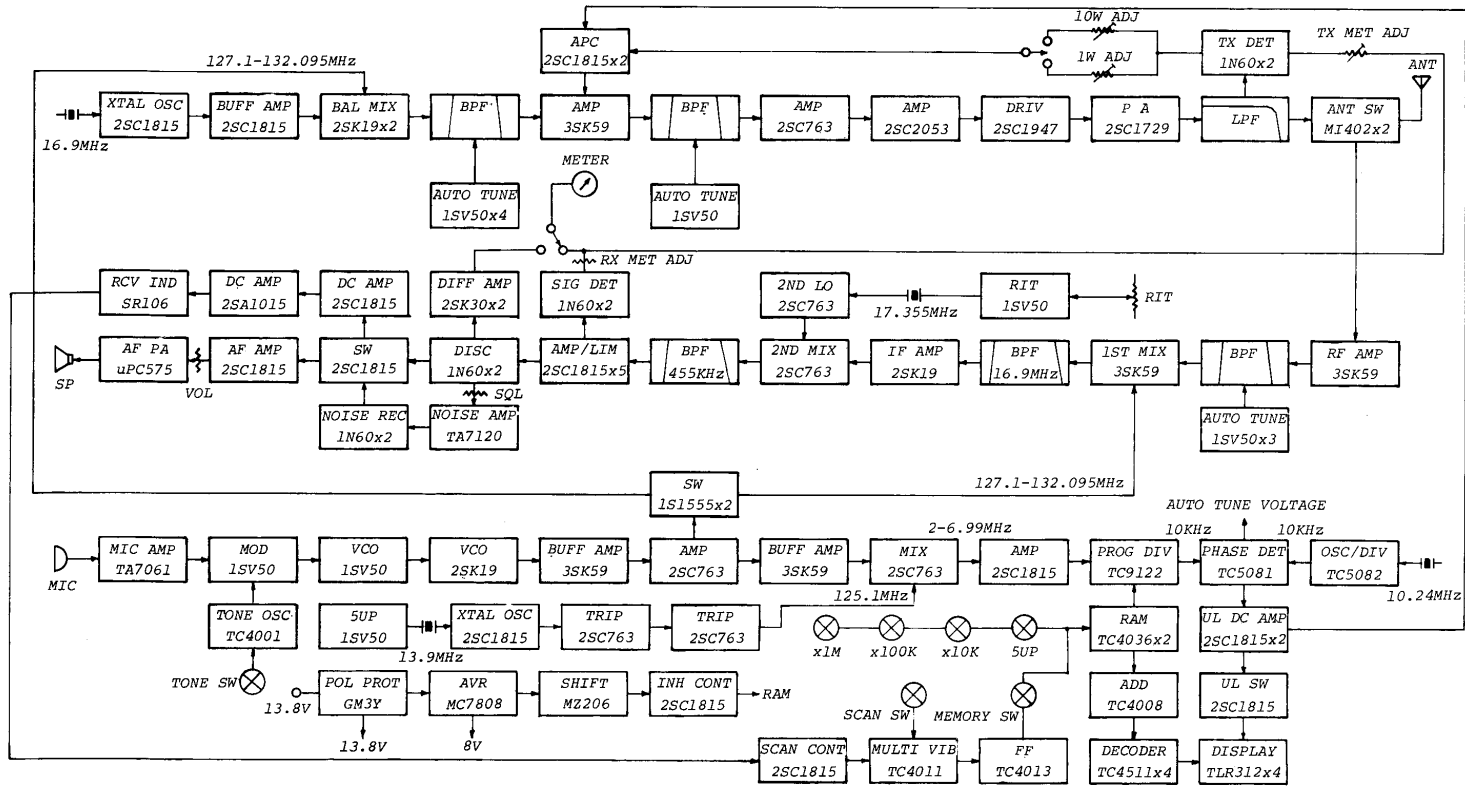 10W ADJ
APC
2SC1815x2
1W ADJ
TX DET
1N60x2
TX MET ADJ
ANT
127.1-132.095MHz
XTAL OSC
2SC1815
BUFF AMP
2SC1815
BAL MIX
2SK19x2
BPF
AMP
3SK59
BPF
AMP
2SC763
AMP
2SC2053
DRIV
2SC1947
P A
2SC1729
LPF
ANT SW
MI402x2
16.9MHz
METER
AUTO TUNE
1SV50x4
AUTO TUNE
1SV50
RX MET ADJ
RCV IND
SR106
DC AMP
2SA1015
DC AMP
2SC1815
DIFF AMP
2SK30x2
SIG DET
1N60x2
2ND LO
2SC763
17.355MHz
RIT
1SV50
RIT
SP
AF PA
uPC575
VOL
AF AMP
2SC1815
SW
2SC1815
DISC
1N60x2
AMP/LIM
2SC1815x5
BPF
455KHz
2ND MIX
2SC763
IF AMP
2SK19
BPF
16.9MHz
1ST MIX
3SK59
BPF
RF AMP
3SK59
SQL
NOISE REC
1N60x2
NOISE AMP
TA7120
AUTO TUNE
1SV50x3
SW
1S1555x2
127.1-132.095MHz
AUTO TUNE VOLTAGE
2-6.99MHz
10KHz
10KHz
MIC
MIC AMP
TA7061
MOD
1SV50
VCO
1SV50
VCO
2SK19
BUFF AMP
3SK59
AMP
2SC763
BUFF AMP
3SK59
MIX
2SC763
AMP
2SC1815
PROG DIV
TC9122
PHASE DET
TC5081
OSC/DIV
TC5082
10.24MHz
125.1MHz
TONE OSC
TC4001
5UP
1SV50
13.9MHz
XTAL OSC
2SC1815
TRIP
2SC763
TRIP
2SC763
x1M
x100K
x10K
5UP
RAM
TC4036x2
UL DC AMP
2SC1815x2
TONE SW
13.8V
POL PROT
GM3Y
AVR
MC7808
SHIFT
MZ206
INH CONT
2SC1815
RAM
SCAN SW
MEMORY SW
ADD
TC4008
UL SW
2SC1815
13.8V
8V
SCAN CONT
2SC1815
MULTI VIB
TC4011
FF
TC4013
DECODER
TC4511x4
DISPLAY
TLR312x4